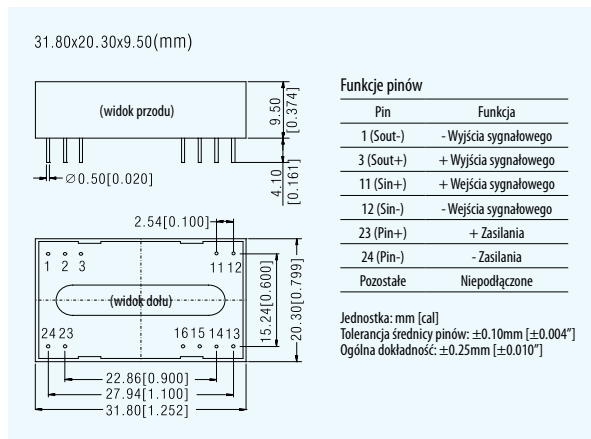 31.80x20.30x9.50(mm)
(widok przodu)
9.50
[0.374]
4.10
[0.161]
⌀0.50[0.020]
2.54[0.100]
1 2 3 11 12
(widok dołu)
24 23 16 15 14 13
15.24[0.600]
20.30[0.799]
22.86[0.900]
27.94[1.100]
31.80[1.252]
Funkcje pinów
Pin Funkcja
1 (Sout-) - Wyjścia sygnałowego
3 (Sout+) + Wyjścia sygnałowego
11 (Sin+) + Wejścia sygnałowego
12 (Sin-) - Wejścia sygnałowego
23 (Pin+) + Zasilania
24 (Pin-) - Zasilania
Pozostałe Niepodłączone
Jednostka: mm [cal]
Tolerancja średnicy pinów: ±0.10mm [±0.004”]
Ogólna dokładność: ±0.25mm [±0.010”]